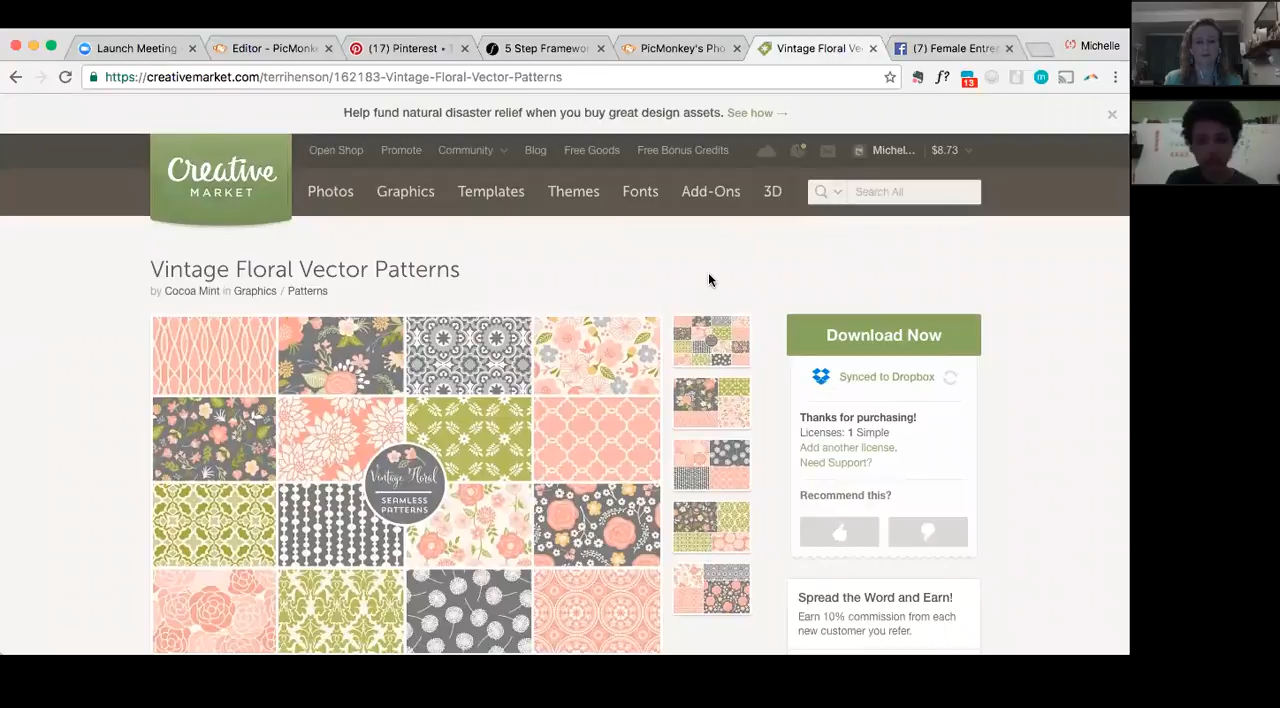 Launch Meeting
Editor - PicMonke
(17) Pinterest •
5 Step Framewo
PicMonkey's Pho
Vintage Floral Ve
(7) Female Entre
Michelle
https://creativemarket.com/terrihenson/162183-Vintage-Floral-Vector-Patterns
f?
13
m
Help fund natural disaster relief when you buy great design assets. See how →
Creative
MARKET
Open Shop Promote Community Blog Free Goods Free Bonus Credits Michel... $8.73
Photos Graphics Templates Themes Fonts Add-Ons 3D Search All
Vintage Floral Vector Patterns
by Cocoa Mint in Graphics / Patterns
Vintage Floral
SEAMLESS
PATTERNS
Download Now
Synced to Dropbox
Thanks for purchasing!
Licenses: 1 Simple
Add another license.
Need Support?
Recommend this?
Spread the Word and Earn!
Earn 10% commission from each
new customer you refer.